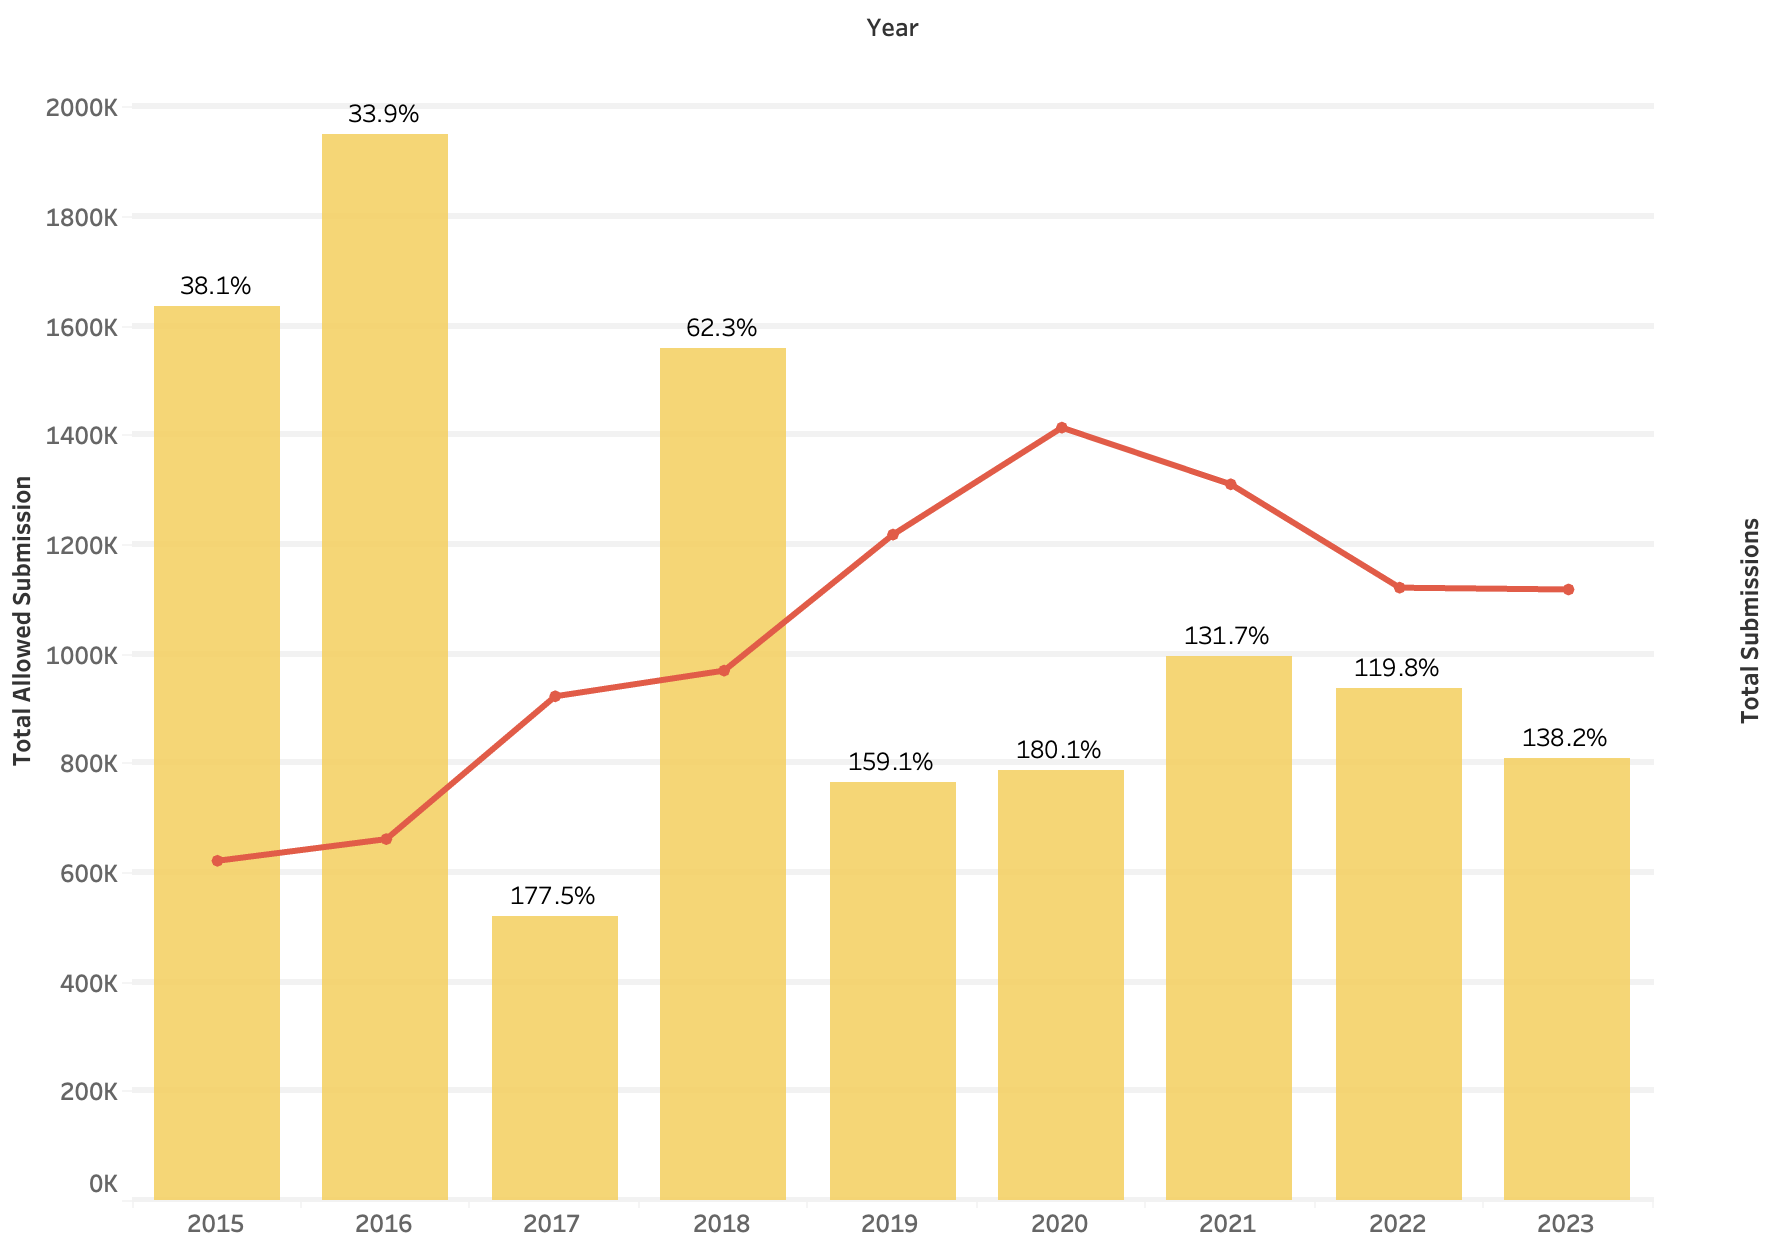 Year
2000K
33.9%
1800K
38.1%
1600K
62.3%
1400K
1200K
1000K
131.7%
119.8%
800K
159.1%
180.1%
138.2%
600K
177.5%
400K
200K
0K
Total Allowed Submission
Total Submissions
2015 2016 2017 2018 2019 2020 2021 2022 2023